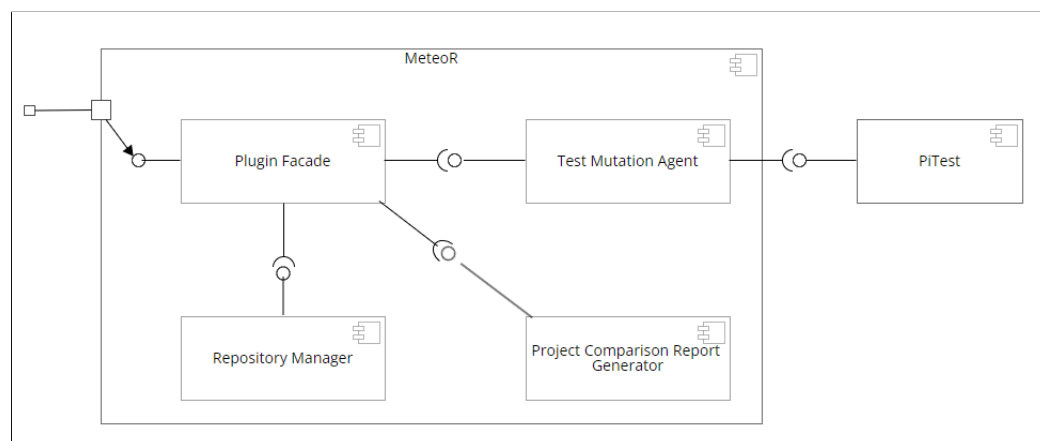 MeteoR
Plugin Facade
Test Mutation Agent
PiTest
Repository Manager
Project Comparison Report
Generator